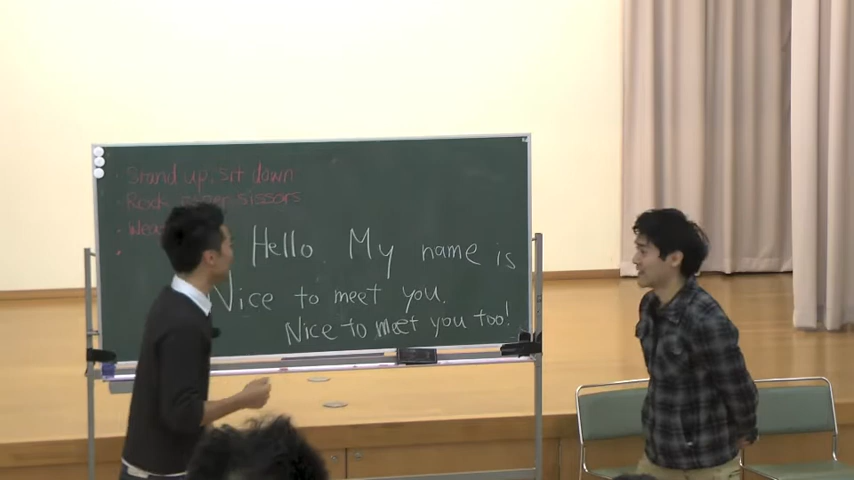 · Stand up, sit down
· Rock paper sissors
·
·
Hello. My name is
Nice to meet you.
Nice to meet you too!